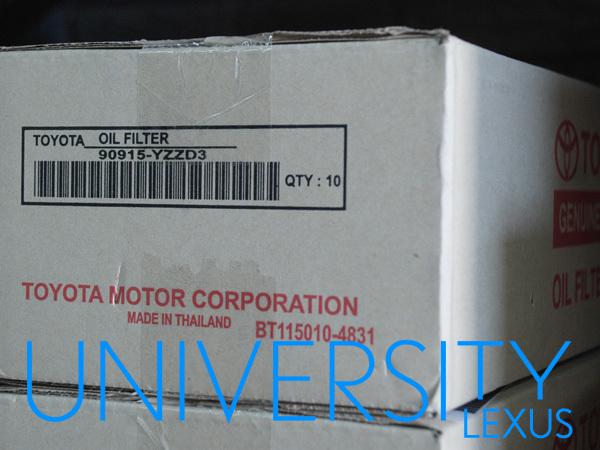 TOYOTA OIL FILTER
90915-YZZD3
QTY : 10
TOYOTA MOTOR CORPORATION
MADE IN THAILAND BT115010-4831
GENUINE
OIL FILTER
UNIVERSITY
LEXUS